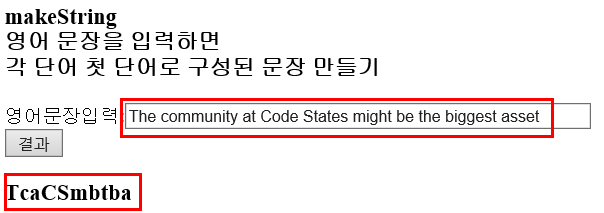 makeString
영어 문장을 입력하면
각 단어 첫 단어로 구성된 문장 만들기
영어문장입력: The community at Code States might be the biggest asset
결과
TcaCSmbtba